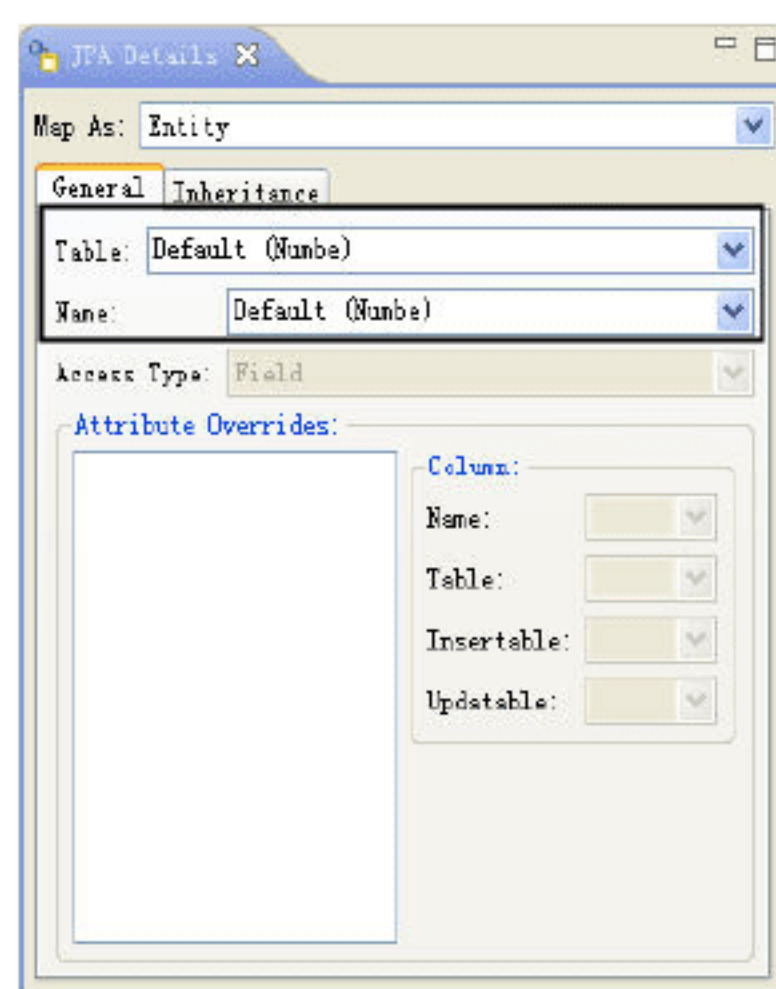 JPA Details
Map As: Entity
General Inheritance
Table: Default (Numbe)
Name: Default (Numbe)
Access Type: Field
Attribute Overrides:
Column:
Name:
Table:
Insertable:
Updatable: